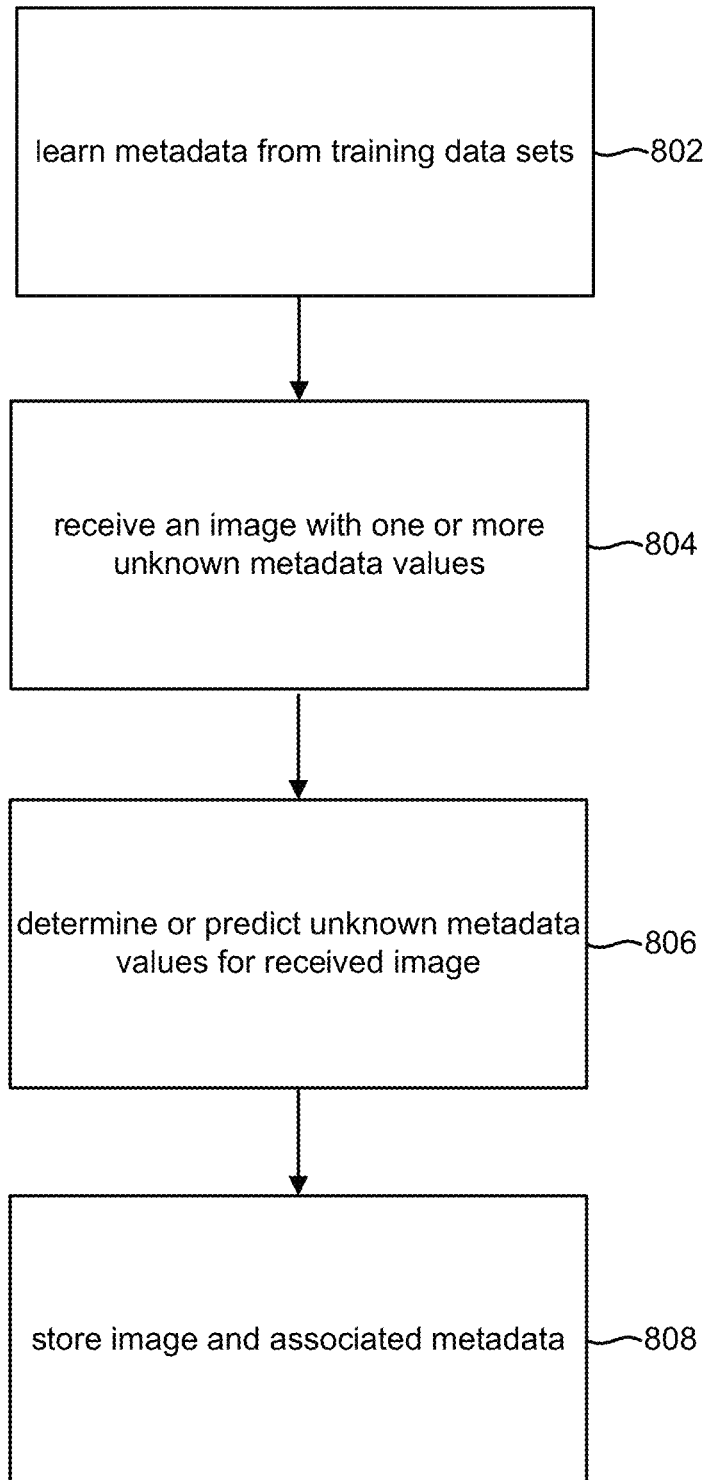 learn metadata from training data sets
802
receive an image with one or more
unknown metadata values
804
determine or predict unknown metadata
values for received image
806
store image and associated metadata
808